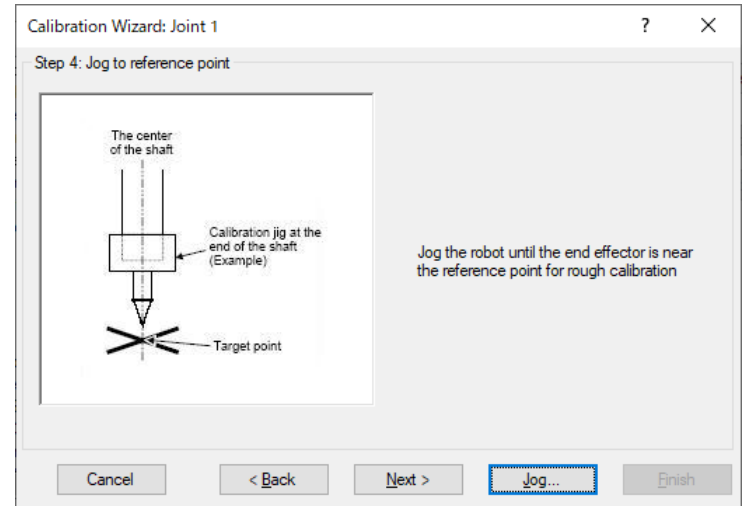 Calibration Wizard: Joint 1
?
Step 4: Jog to reference point
The center
of the shaft
Calibration jig at the
end of the shaft
(Example)
Target point
Jog the robot until the end effector is near
the reference point for rough calibration
Cancel
< Back
Next >
Jog...
Finish